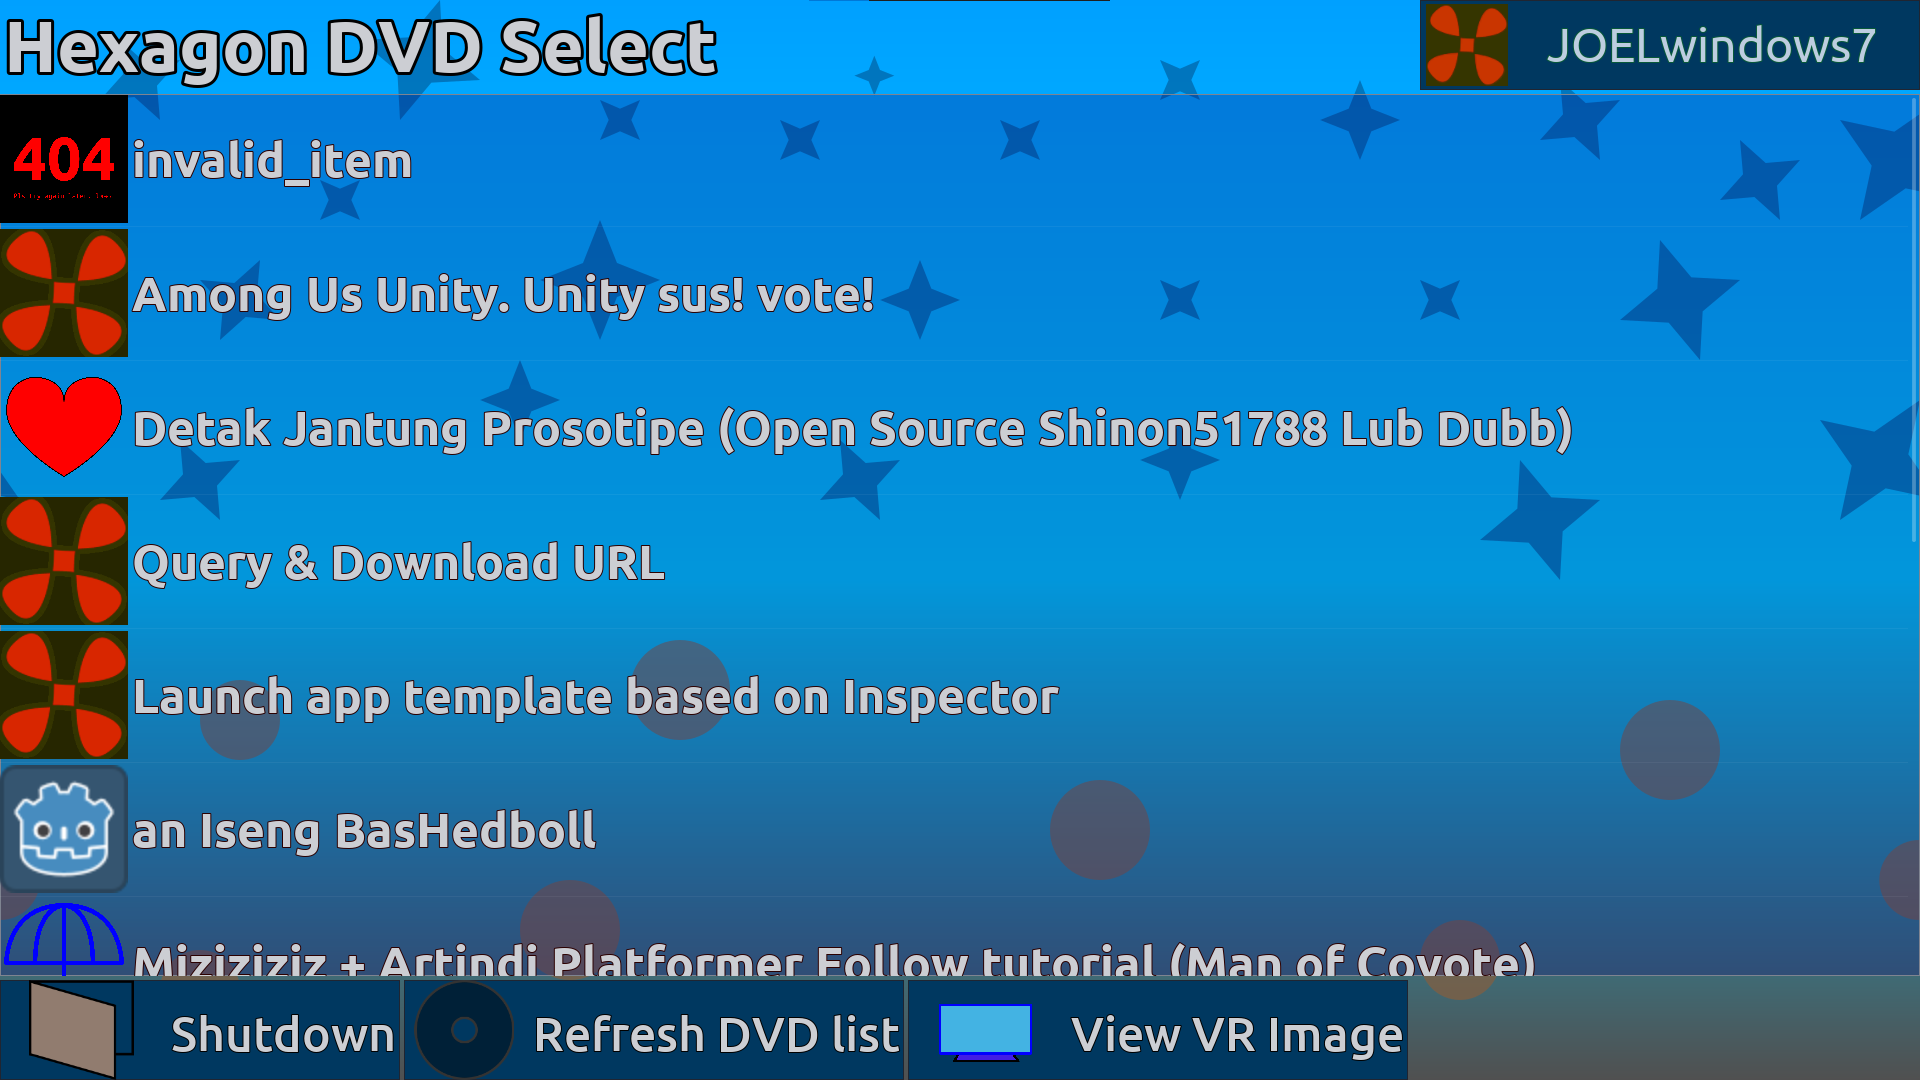 Hexagon DVD Select
JOELwindows7
404
invalid_item
Among Us Unity. Unity sus! vote!
Detak Jantung Prosotipe (Open Source Shinon51788 Lub Dubb)
Query & Download URL
Launch app template based on Inspector
an Iseng BasHedboll
Miziziziz + Artindi Platformer Follow tutorial (Man of Coyote)
Shutdown
Refresh DVD list
View VR Image